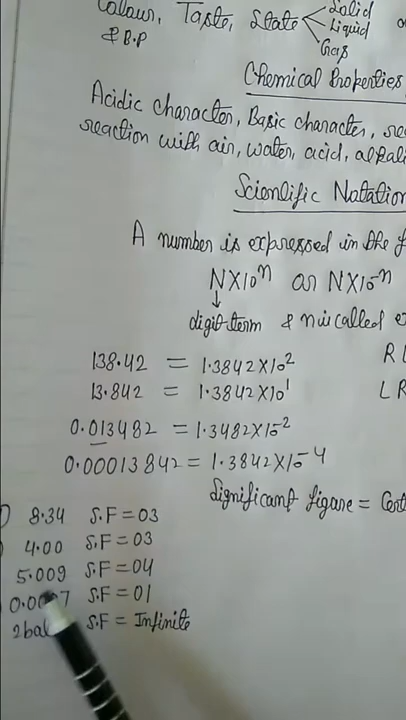 Colour, Taste, State Solid
Liquid
Gas
& B.P
Chemical Properties
Acidic character, Basic character,
reaction with air, water, acid, alkali
Scientific Notation
A number is expressed in the f
N×10ⁿ or N×10⁻ⁿ
↓
digit term & n is called e
138.42 = 1.3842×10²
13.842 = 1.3842×10¹
0.013482 = 1.3482×10⁻²
0.00013842 = 1.3842×10⁻⁴
R
L R
Significant figure = Cert
8.34 S.F = 03
4.00 S.F = 03
5.009 S.F = 04
S.F = 01
S.F = Infinite